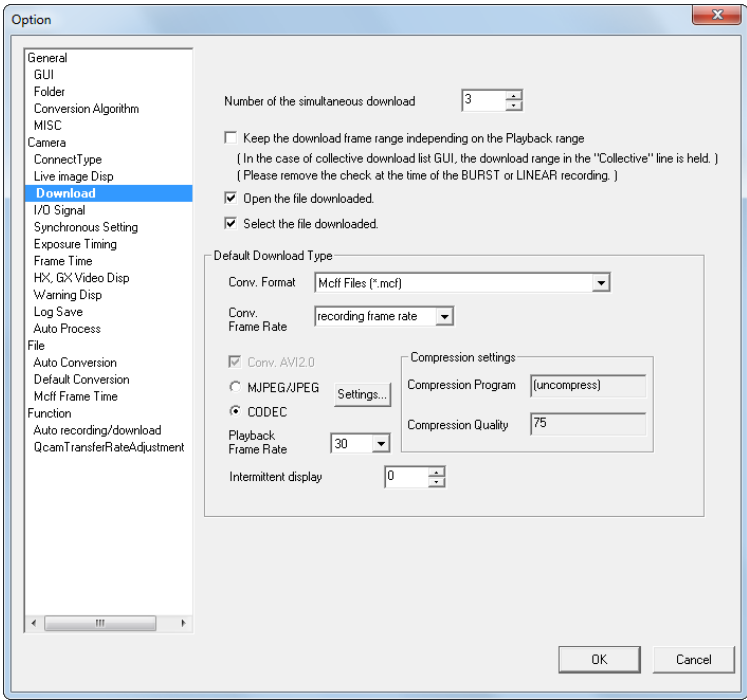 Option
General
GUI
Folder
Conversion Algorithm
MISC
Camera
ConnectType
Live image Disp
Download
I/O Signal
Synchronous Setting
Exposure Timing
Frame Time
HX, GX Video Disp
Warning Disp
Log Save
Auto Process
File
Auto Conversion
Default Conversion
Mcff Frame Time
Function
Auto recording/download
QcamTransferRateAdjustment
Number of the simultaneous download 3
Keep the download frame range independing on the Playback range
( In the case of collective download list GUI, the download range in the "Collective" line is held. )
( Please remove the check at the time of the BURST or LINEAR recording. )
Open the file downloaded.
Select the file downloaded.
Default Download Type
Conv. Format Mcff Files (*.mcf)
Conv.
Frame Rate recording frame rate
Conv. AVI2.0
MJPEG/JPEG
Settings...
CODEC
Playback
Frame Rate 30
Compression settings
Compression Program (uncompress)
Compression Quality 75
Intermittent display 0
OK Cancel